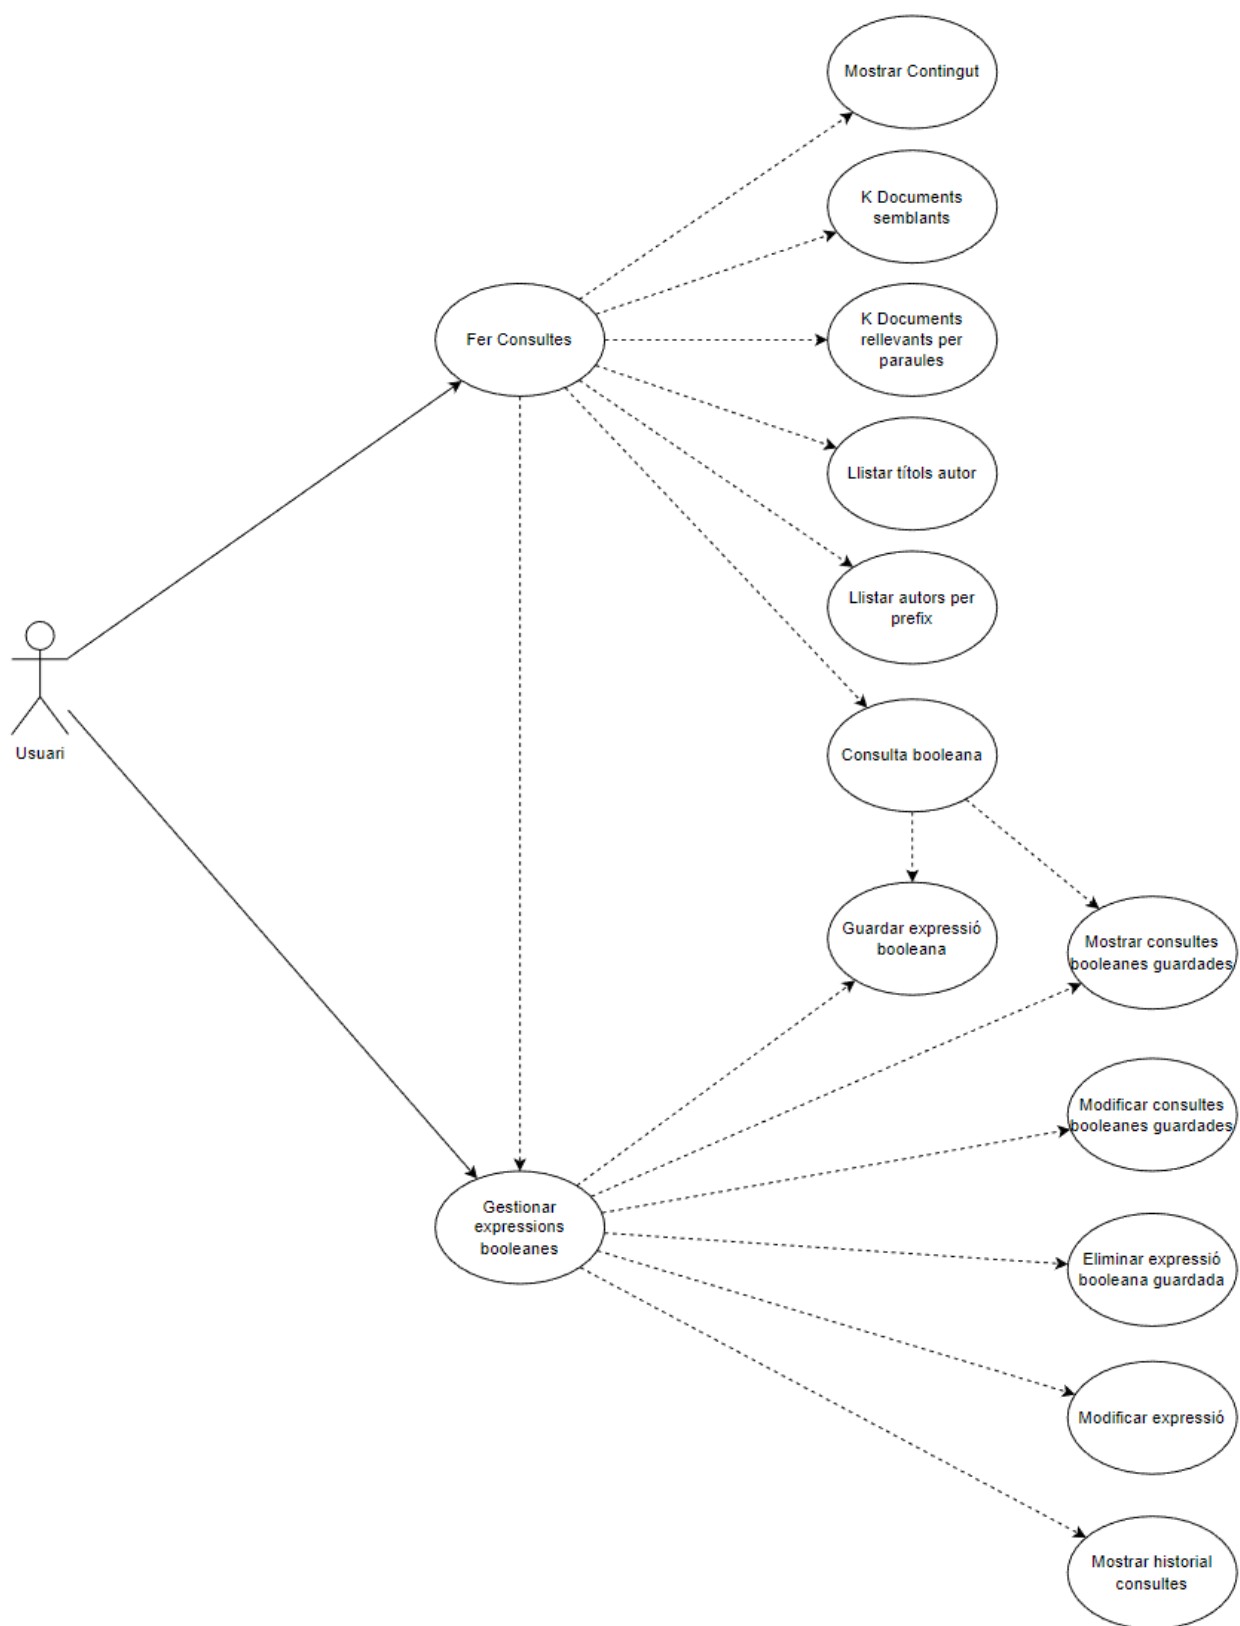 Mostrar Contingut
K Documents
semblants
Fer Consultes
K Documents
rellevants per
paraules
Llistar títols autor
Llistar autors per
prefix
Usuari
Consulta booleana
Guardar expressió
booleana
Mostrar consultes
booleanes guardades
Modificar consultes
booleanes guardades
Gestionar
expressions
booleanes
Eliminar expressió
booleana guardada
Modificar expressió
Mostrar historial
consultes